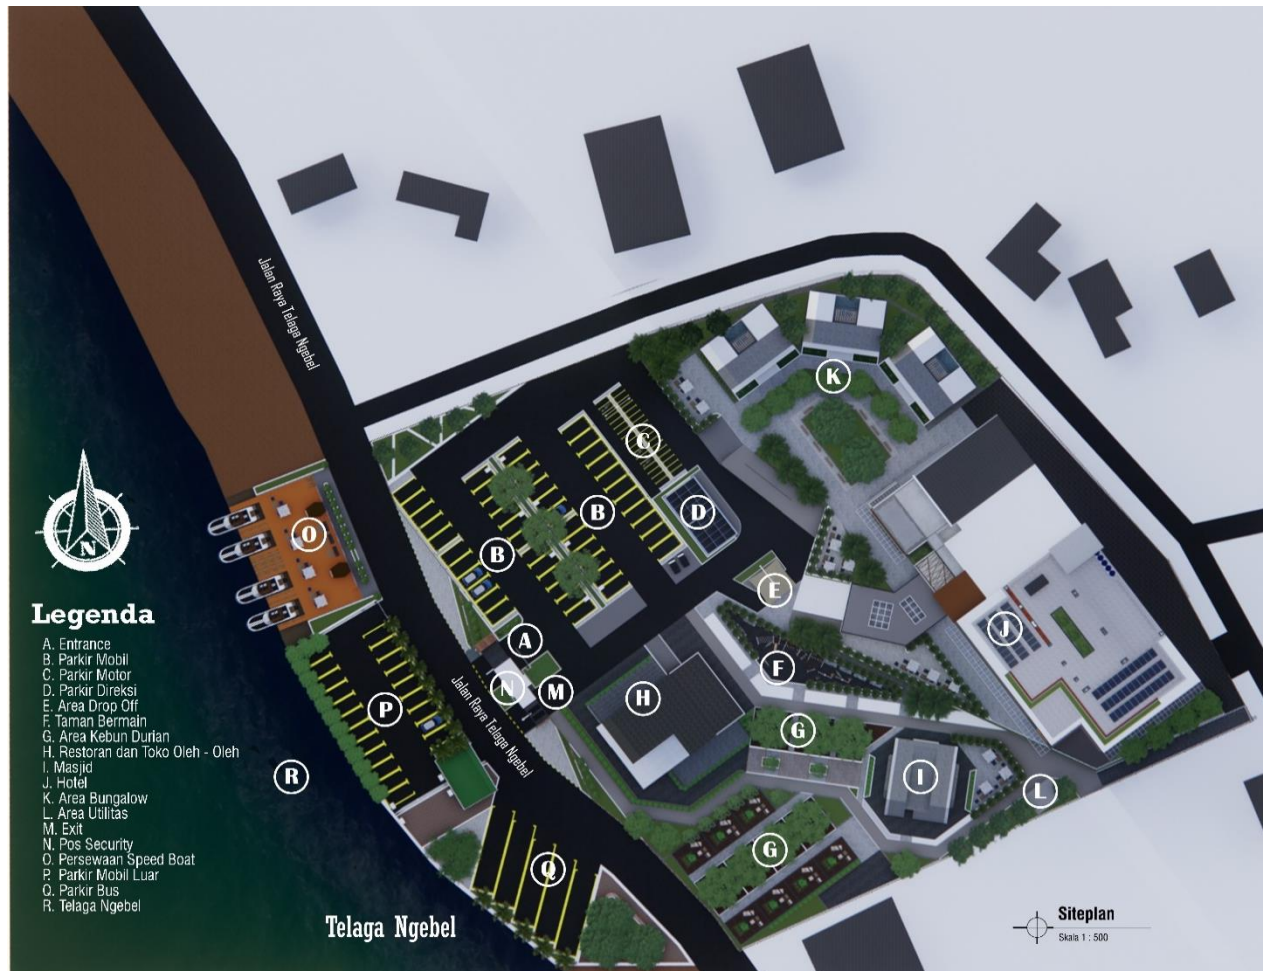 Jalan Raya Telaga Ngebel
K
C
B
D
O
B
E
A
J
F
N
M
H
P
Jalan Raya Telaga Ngebel
G
R
I
L
G
Q
N
Legenda
A. Entrance
B. Parkir Mobil
C. Parkir Motor
D. Parkir Direksi
E. Area Drop Off
F. Taman Bermain
G. Area Kebun Durian
H. Restoran dan Toko Oleh - Oleh
I. Masjid
J. Hotel
K. Area Bungalow
L. Area Utilitas
M. Exit
N. Pos Security
O. Persewaan Speed Boat
P. Parkir Mobil Luar
Q. Parkir Bus
R. Telaga Ngebel
Telaga Ngebel
Siteplan
Skala 1 : 500